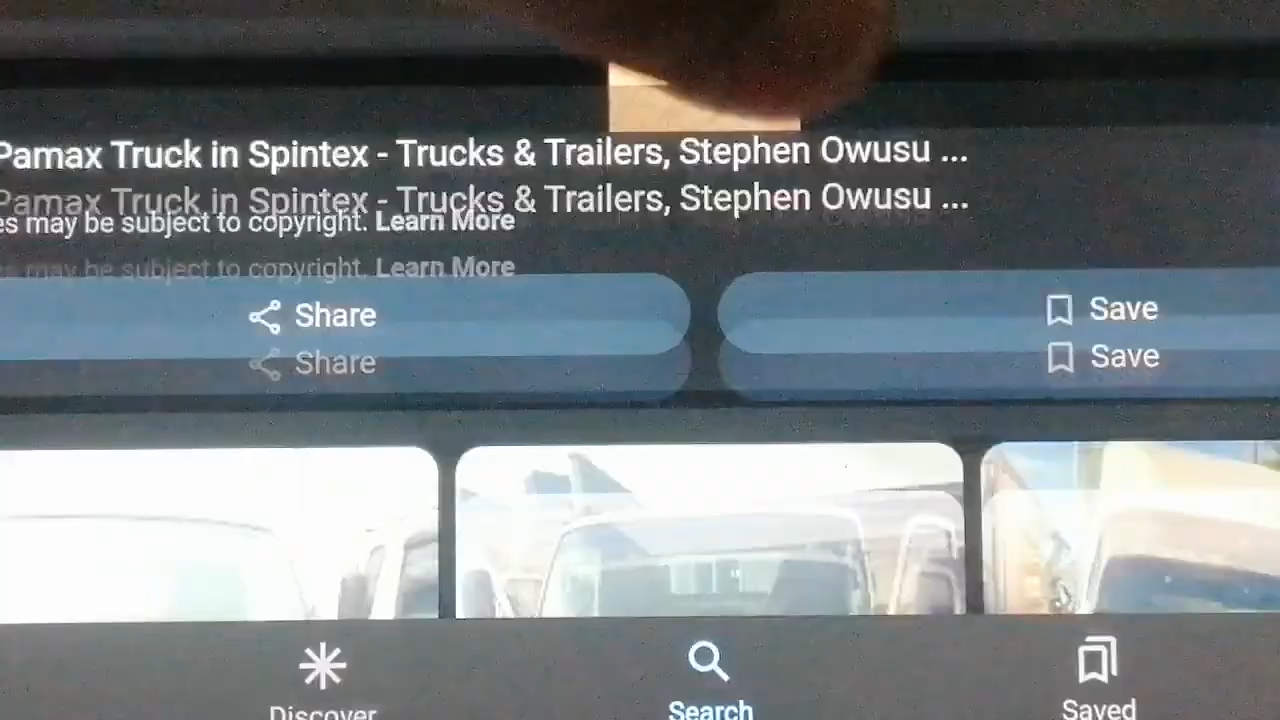 Pamax Truck in Spintex - Trucks & Trailers, Stephen Owusu ...
Pamax Truck in Spintex - Trucks & Trailers, Stephen Owusu ...
es may be subject to copyright. Learn More
es may be subject to copyright. Learn More
Share
Save
Share
Save
Discover
Search
Saved